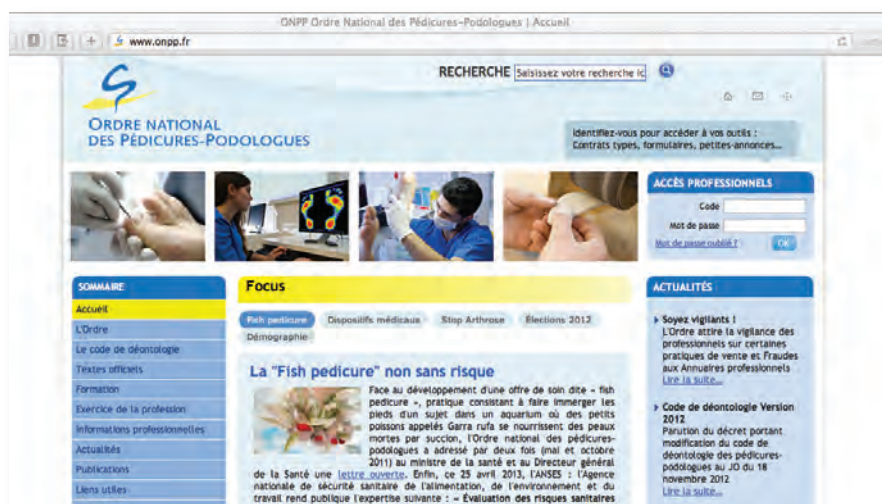 ONPP Ordre National des Pédicures-Podologues | Accueil
www.onpp.fr
RECHERCHE Saisissez votre recherche ic
ORDRE NATIONAL
DES PÉDICURES-PODOLOGUES
Identifiez-vous pour accéder à vos outils :
Contrats types, formulaires, petites-annonces...
ACCÈS PROFESSIONNELS
Code
Mot de passe
Mot de passe oublié ?
OK
SOMMAIRE
Accueil
L'Ordre
Le code de déontologie
Textes officiels
Formation
Exercice de la profession
Informations professionnelles
Actualités
Publications
Liens utiles
Focus
Fish pedicure Dispositifs médicaux Stop Arthrose Élections 2012
Démographie
La "Fish pedicure" non sans risque
Face au développement d'une offre de soin dite « fish
pedicure », pratique consistant à faire immerger les
pieds d'un sujet dans un aquarium où des petits
poissons appelés Garra rufa se nourrissent des peaux
mortes par succion, l'Ordre national des pédicures-
podologues a adressé par deux fois (mai et octobre
2011) au ministre de la santé et au Directeur général
de la Santé une lettre ouverte. Enfin, ce 25 avril 2013, l'ANSES : l'Agence
nationale de sécurité sanitaire de l'alimentation, de l'environnement et du
travail rend publique l'expertise suivante : « Évaluation des risques sanitaires
ACTUALITÉS
Soyez vigilants !
L'Ordre attire la vigilance des
professionnels sur certaines
pratiques de vente et Fraudes
aux Annuaires professionnels
Lire la suite...
Code de déontologie Version
2012
Parution du décret portant
modification du code de
déontologie des pédicures-
podologues au JO du 18
novembre 2012
Lire la suite...